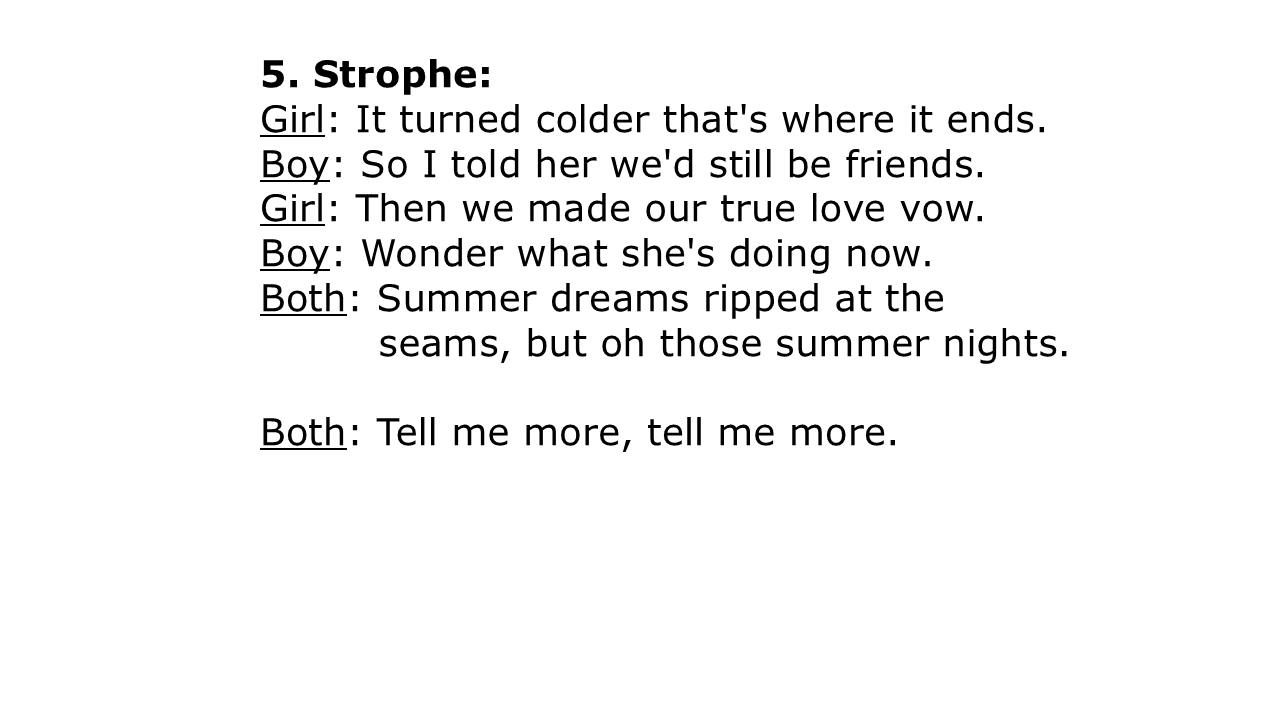 5. Strophe:
Girl: It turned colder that's where it ends.
Boy: So I told her we'd still be friends.
Girl: Then we made our true love vow.
Boy: Wonder what she's doing now.
Both: Summer dreams ripped at the
seams, but oh those summer nights.
Both: Tell me more, tell me more.